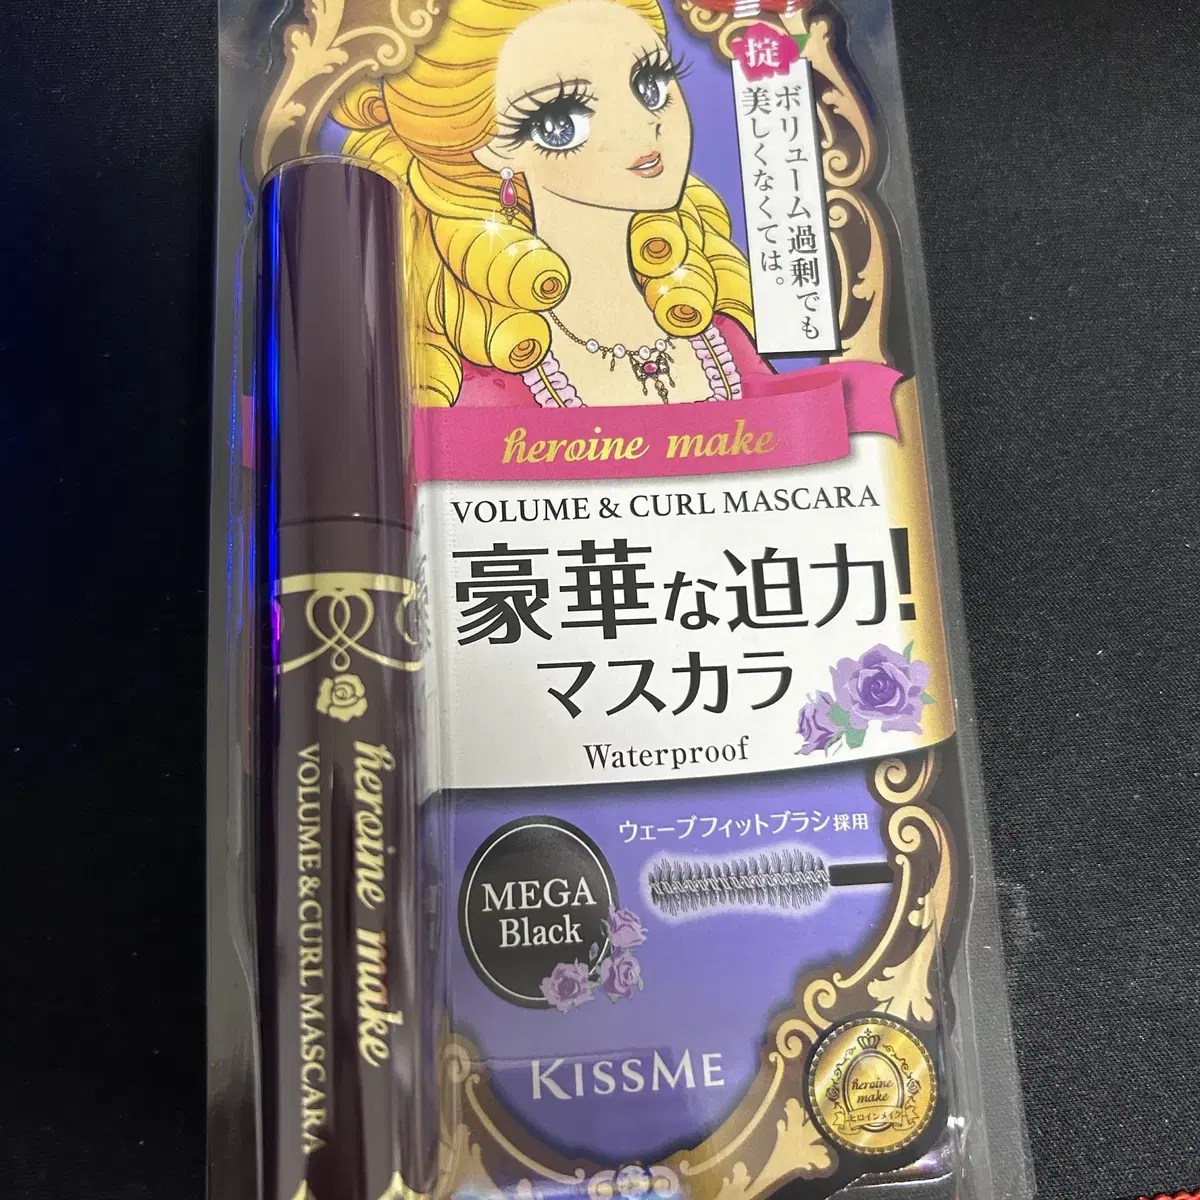 掟
ボリューム過剰でも
美しくなくては。
heroine make
VOLUME & CURL MASCARA
豪華な迫力!
マスカラ
Waterproof
ウェーブフィットブラシ採用
MEGA
Black
KISSME
heroine
make
ヒロインメイク
heroine make
VOLUME & CURL MASCARA